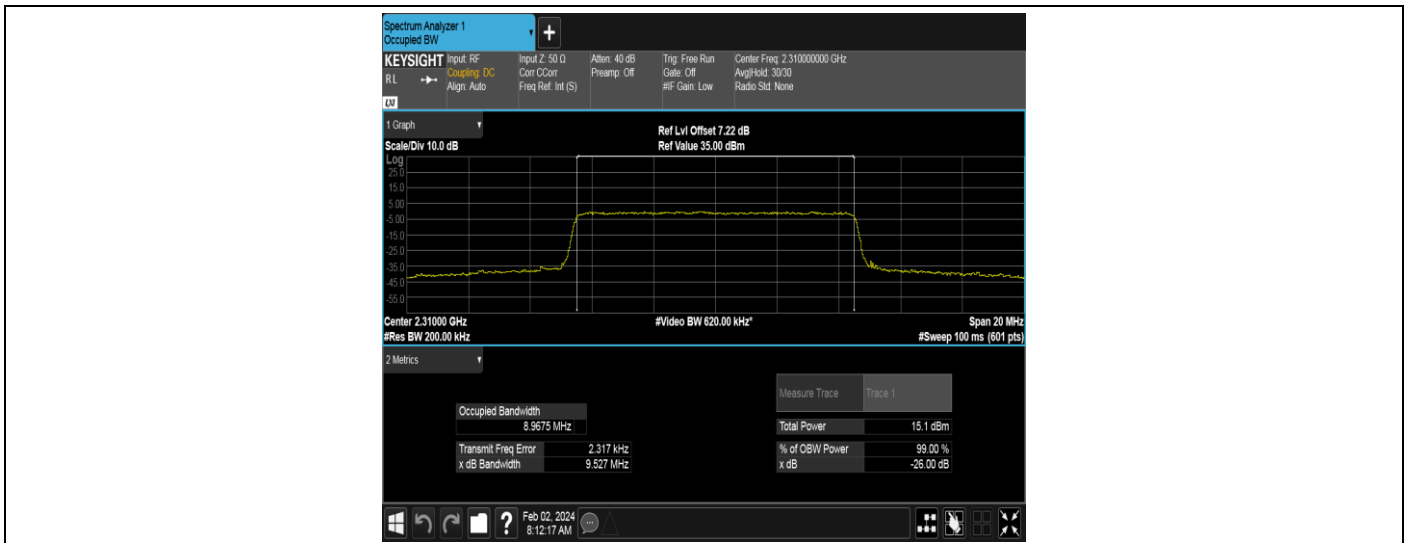 Spectrum Analyzer 1
Occupied BW
+
KEYSIGHT Input: RF Input Z: 50 Ω Atten: 40 dB Trig: Free Run Center Freq: 2.310000000 GHz
RL Coupling: DC Corr CCorr Preamp: Off Gate: Off Avg|Hold: 30/30
Align: Auto Freq Ref: Int (S) #IF Gain: Low Radio Std: None
LXI
1 Graph
Ref Lvl Offset 7.22 dB
Scale/Div 10.0 dB Ref Value 35.00 dBm
Log
25.0
15.0
5.00
-5.00
-15.0
-25.0
-35.0
-45.0
-55.0
Center 2.31000 GHz #Video BW 620.00 kHz* Span 20 MHz
#Res BW 200.00 kHz #Sweep 100 ms (601 pts)
2 Metrics
Measure Trace Trace 1
Occupied Bandwidth
8.9675 MHz
Total Power 15.1 dBm
Transmit Freq Error 2.317 kHz % of OBW Power 99.00 %
x dB Bandwidth 9.527 MHz x dB -26.00 dB
? Feb 02, 2024
8:12:17 AM